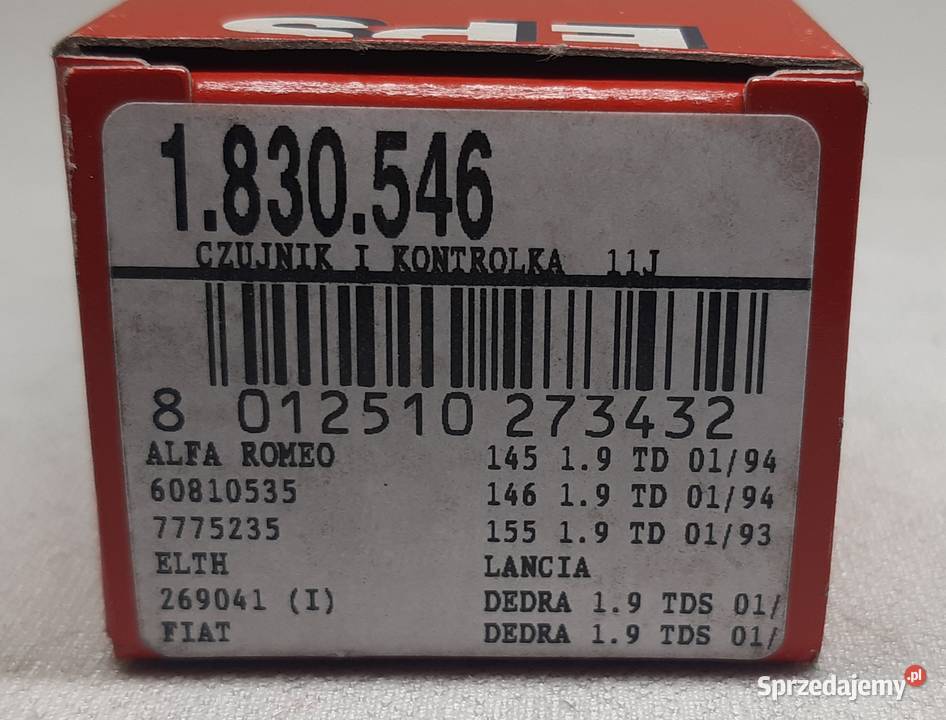 EPS
1.830.546
CZUJNIK I KONTROLKA 11J
8 012510 273432
ALFA ROMEO 145 1.9 TD 01/94
60810535 146 1.9 TD 01/94
7775235 155 1.9 TD 01/93
ELTH LANCIA
269041 (I) DEDRA 1.9 TDS 01/
FIAT DEDRA 1.9 TDS 01/
Sprzedajemy.pl